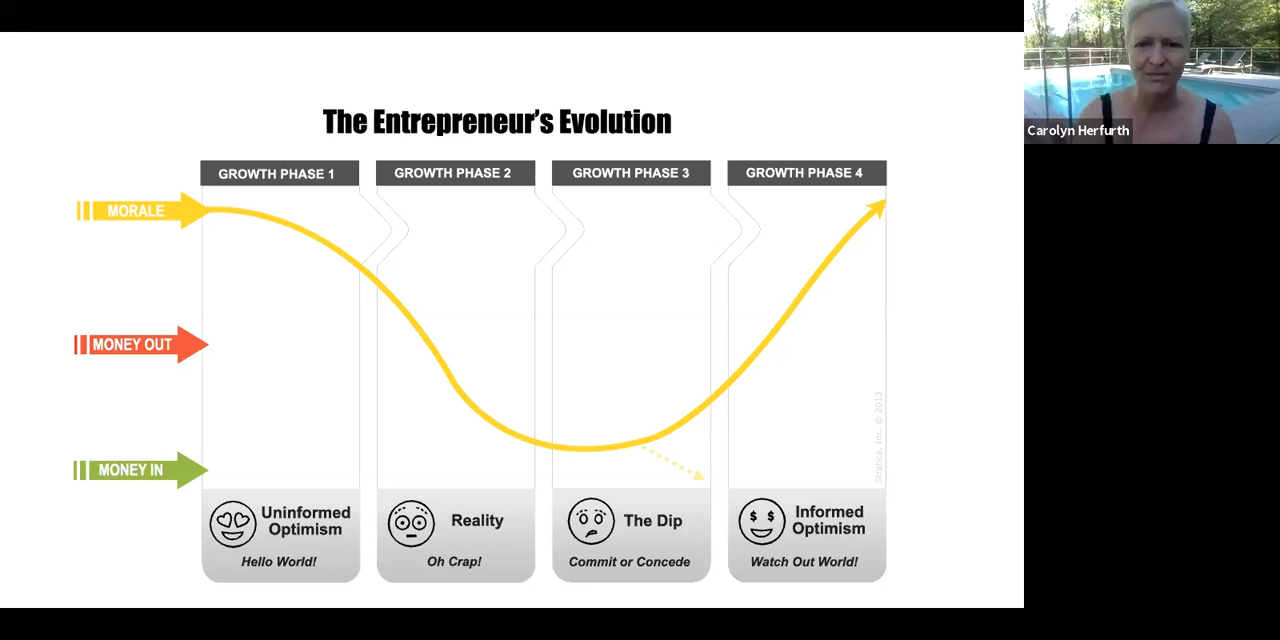 The Entrepreneur's Evolution
GROWTH PHASE 1
GROWTH PHASE 2
GROWTH PHASE 3
GROWTH PHASE 4
MORALE
MONEY OUT
MONEY IN
Stratica, Inc. © 2013
Uninformed
Optimism
Hello World!
Reality
Oh Crap!
The Dip
Commit or Concede
$ $
Informed
Optimism
Watch Out World!
Carolyn Herfurth